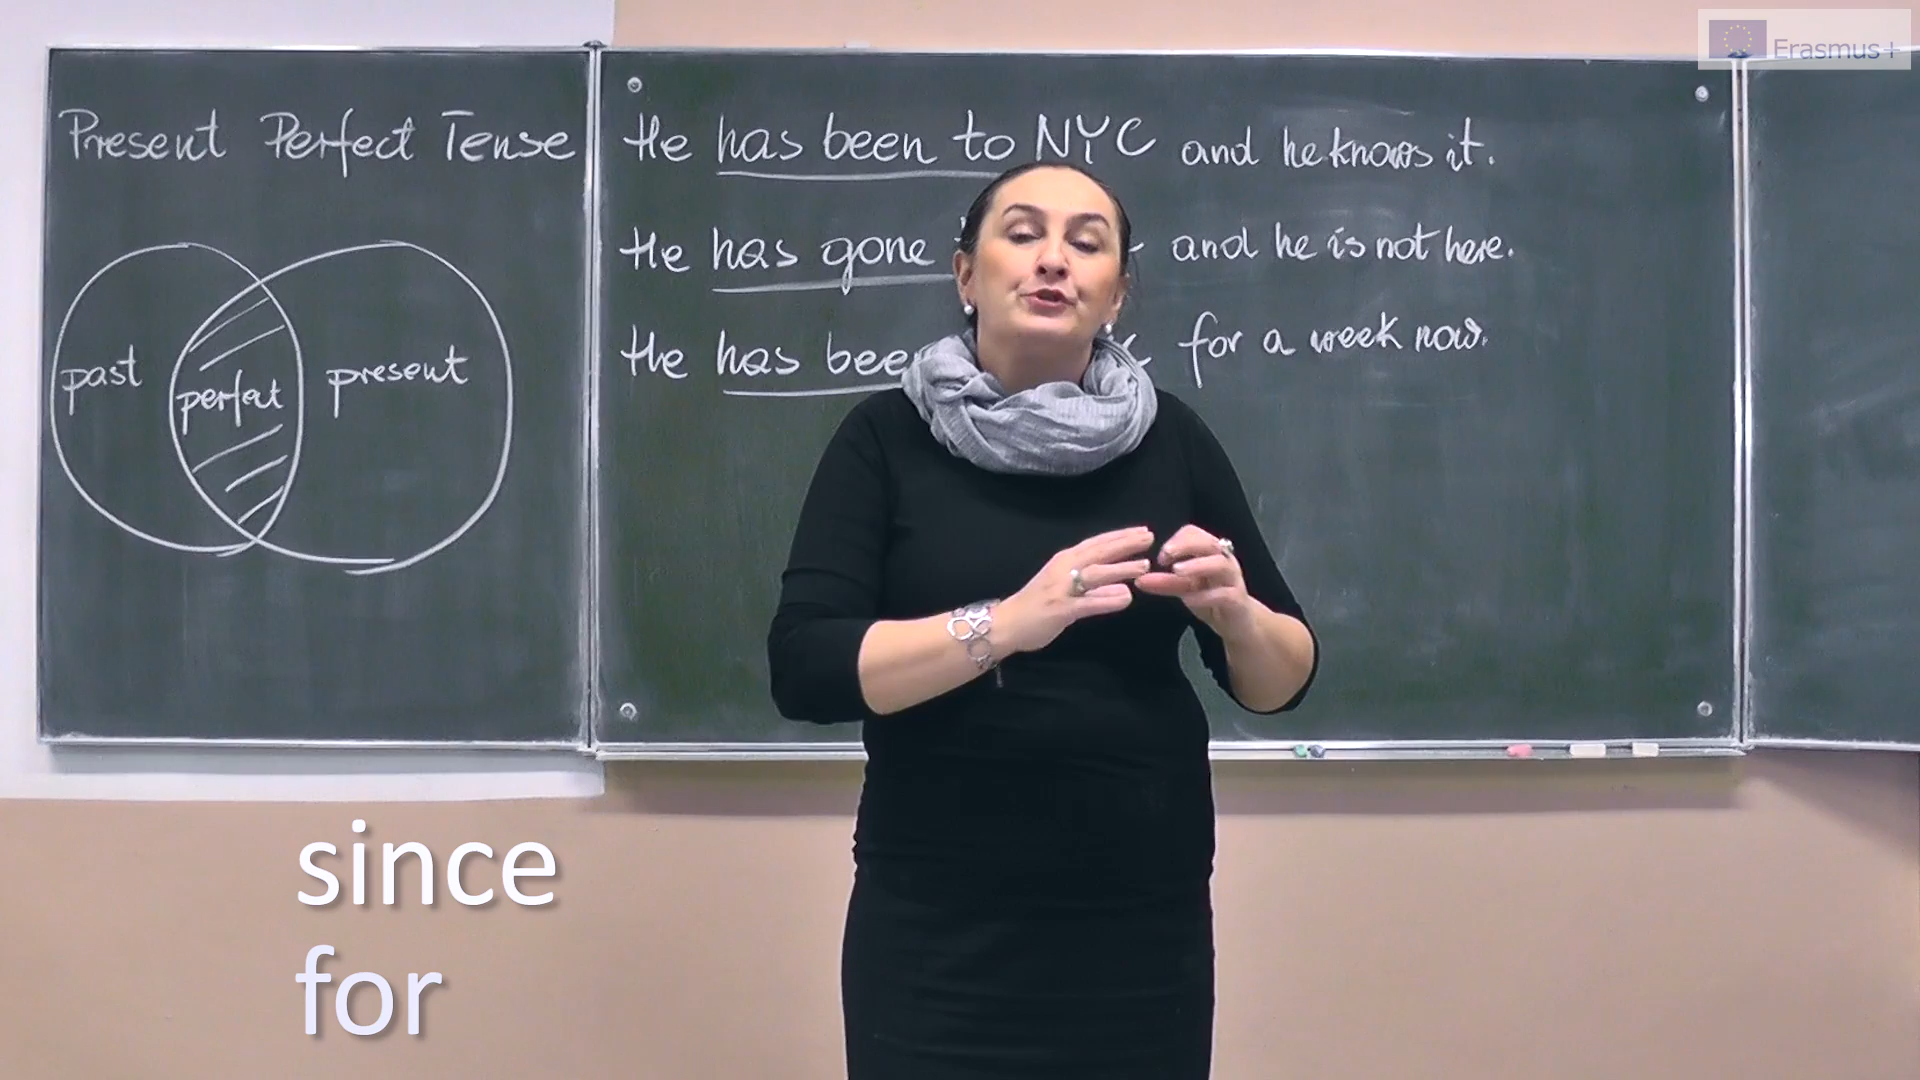 Erasmus+
Present Perfect Tense
past perfect present
He has been to NYC and he knows it.
He has gone and he is not here.
He has for a week now.
since
for